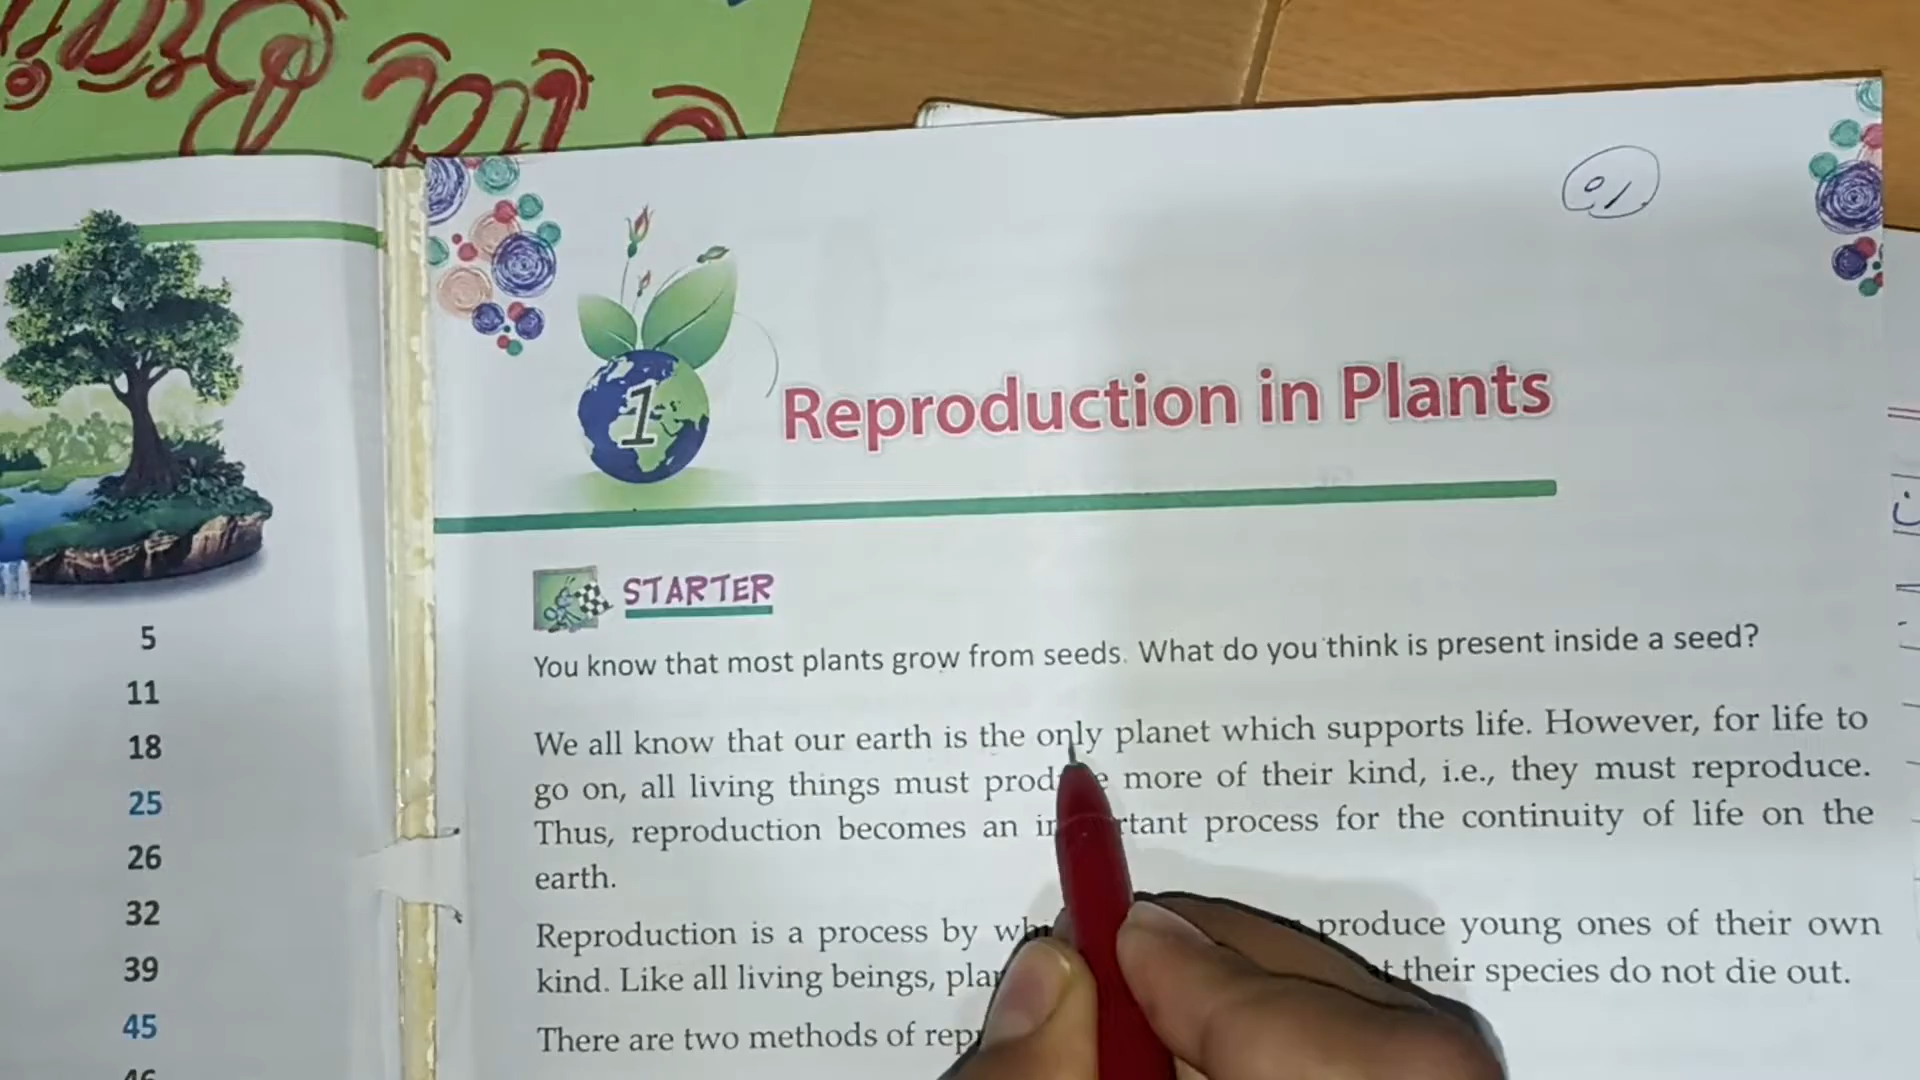 5
11
18
25
26
32
39
45
46
01
1
Reproduction in Plants
STARTER
You know that most plants grow from seeds. What do you think is present inside a seed?
We all know that our earth is the only planet which supports life. However, for life to
go on, all living things must more of their kind, i.e., they must reproduce.
Thus, reproduction becomes an process for the continuity of life on the
earth.
Reproduction is a process by produce young ones of their own
kind. Like all living beings, their species do not die out.
There are two methods of